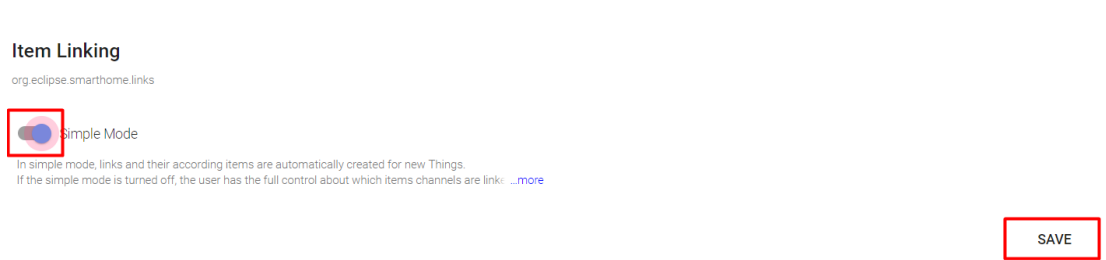 Item Linking
org.eclipse.smarthome.links
Simple Mode
In simple mode, links and their according items are automatically created for new Things.
If the simple mode is turned off, the user has the full control about which items channels are linke ...more
SAVE